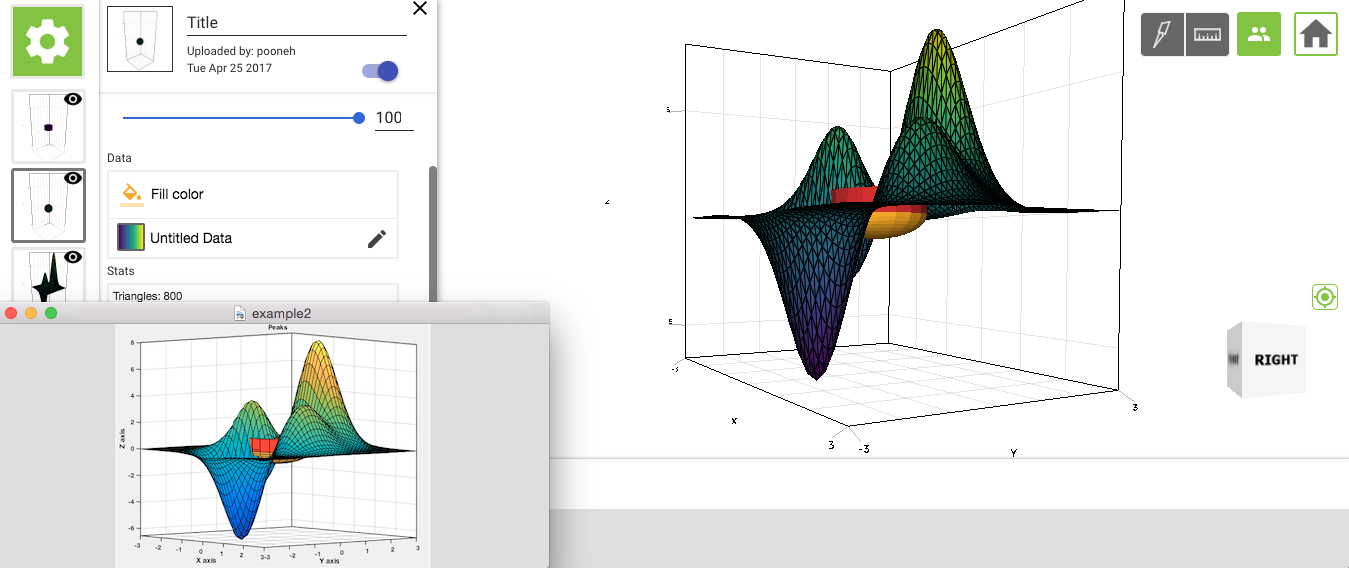 Title
Uploaded by: pooneh
Tue Apr 25 2017
100
Data
Fill color
Untitled Data
Stats
Triangles: 800
z
5
-3
X
3
-3
Y
3
RIGHT
example2
Peaks
8
6
4
2
0
-2
-4
-6
Z axis
-3
-2
-1
0
1
2
3
-3
-2
-1
0
1
2
3
X axis
Y axis